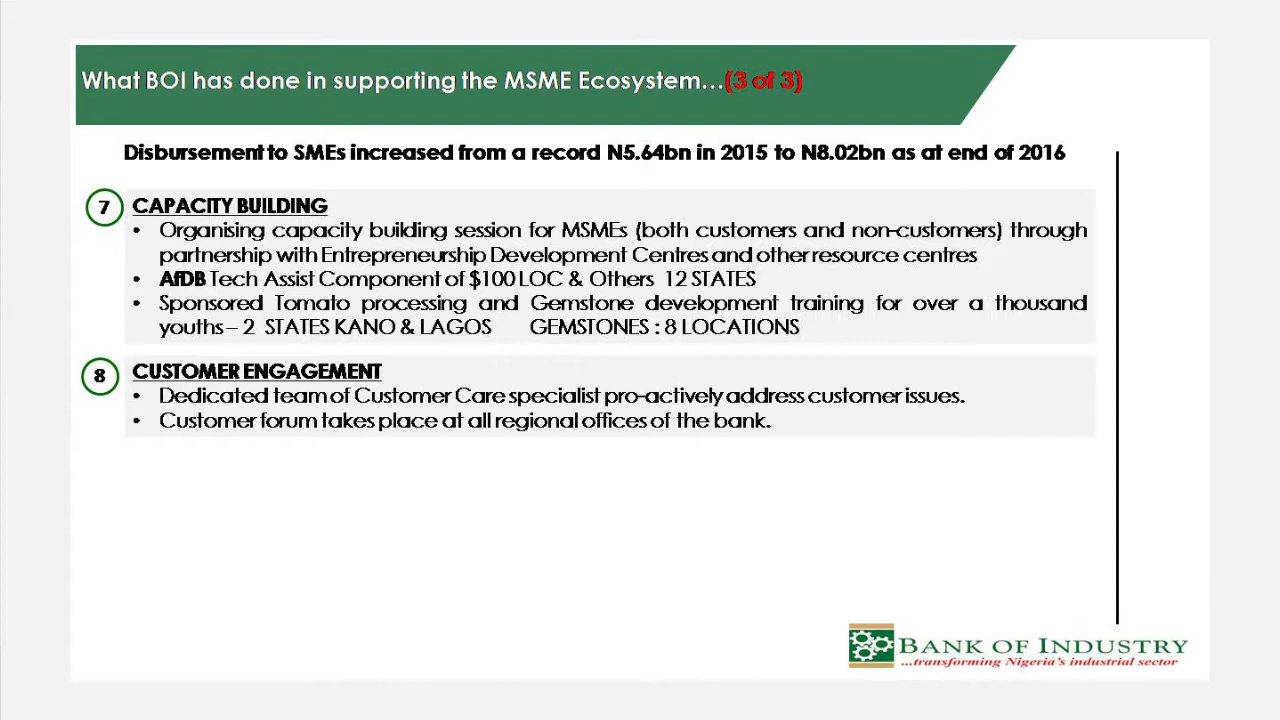 What BOI has done in supporting the MSME Ecosystem…(3 of 3)
Disbursement to SMEs increased from a record N5.64bn in 2015 to N8.02bn as at end of 2016
7
CAPACITY BUILDING
• Organising capacity building session for MSMEs (both customers and non-customers) through
partnership with Entrepreneurship Development Centres and other resource centres
• AfDB Tech Assist Component of $100 LOC & Others 12 STATES
• Sponsored Tomato processing and Gemstone development training for over a thousand
youths – 2 STATES KANO & LAGOS GEMSTONES : 8 LOCATIONS
8
CUSTOMER ENGAGEMENT
• Dedicated team of Customer Care specialist pro-actively address customer issues.
• Customer forum takes place at all regional offices of the bank.
BANK OF INDUSTRY
...transforming Nigeria's industrial sector